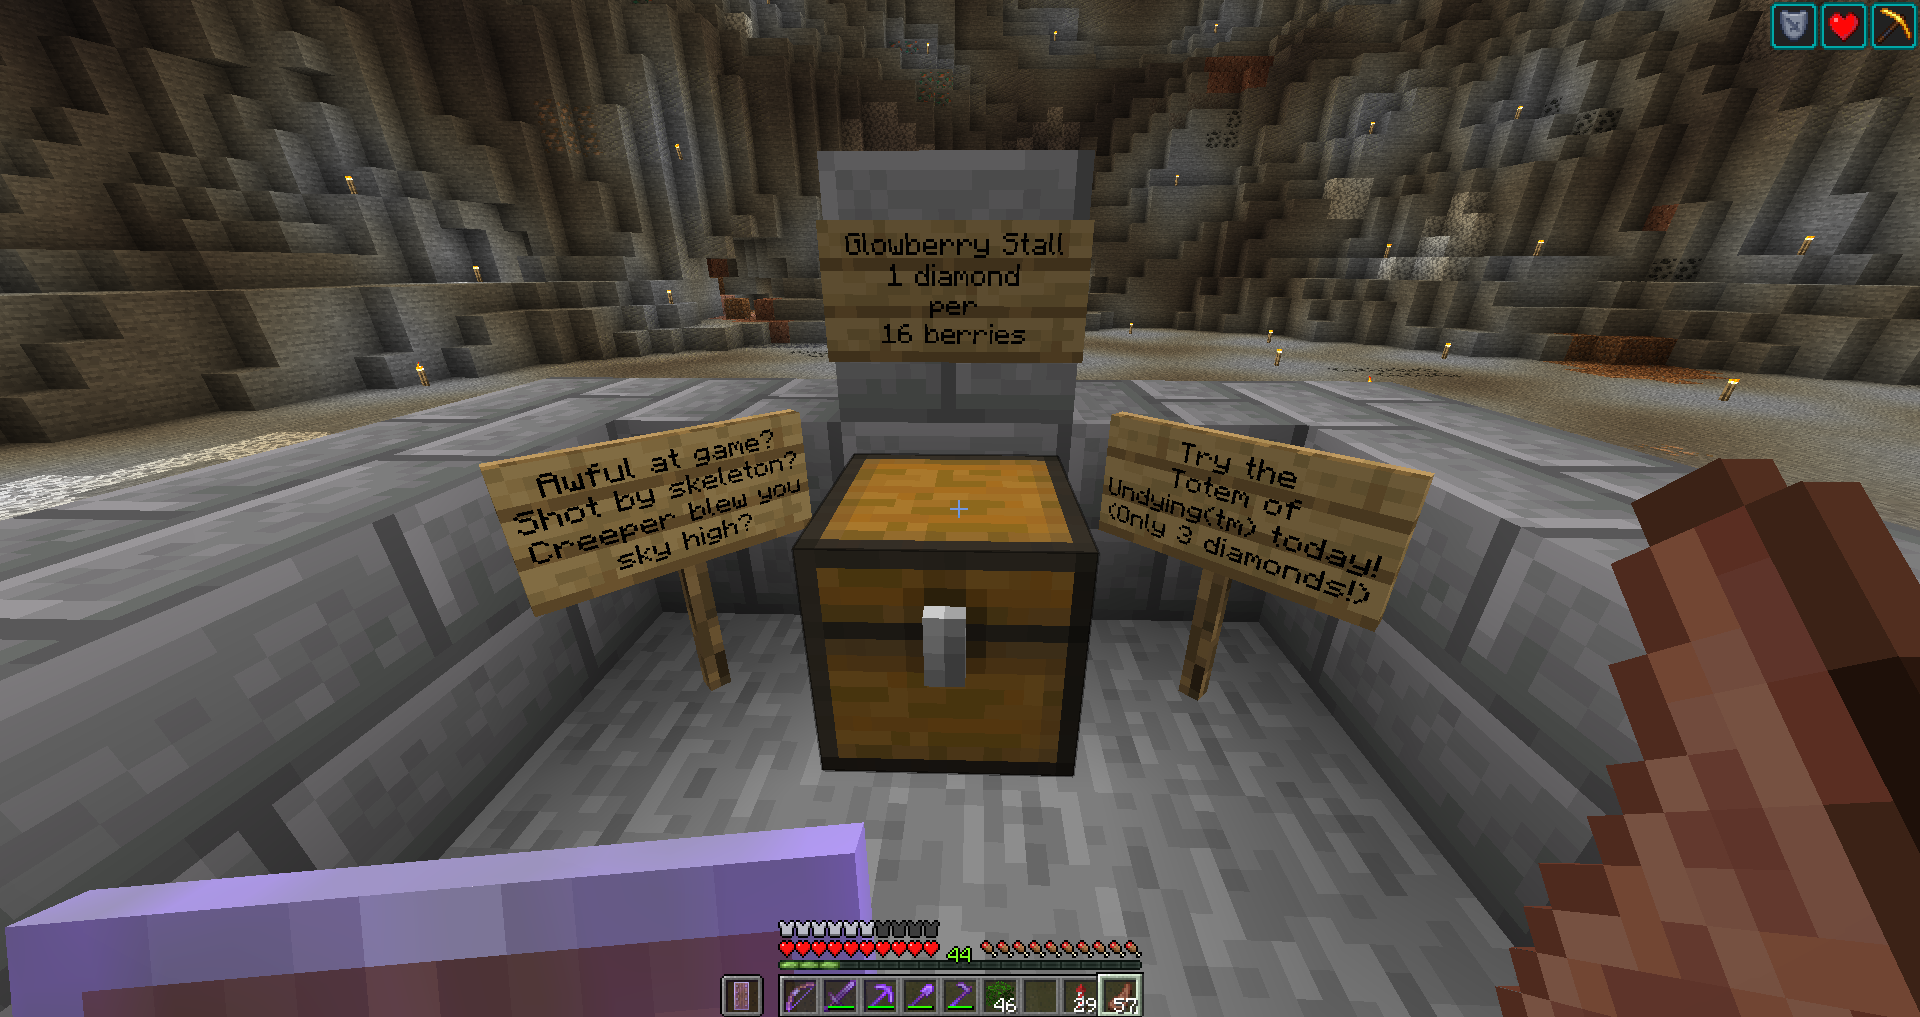 Glowberry Stall
1 diamond
per
16 berries
Awful at game?
Shot by skeleton?
Creeper blew you
sky high?
Try the
Totem of
Undying(tm) today!
(Only 3 diamonds!)
44
46
29
57